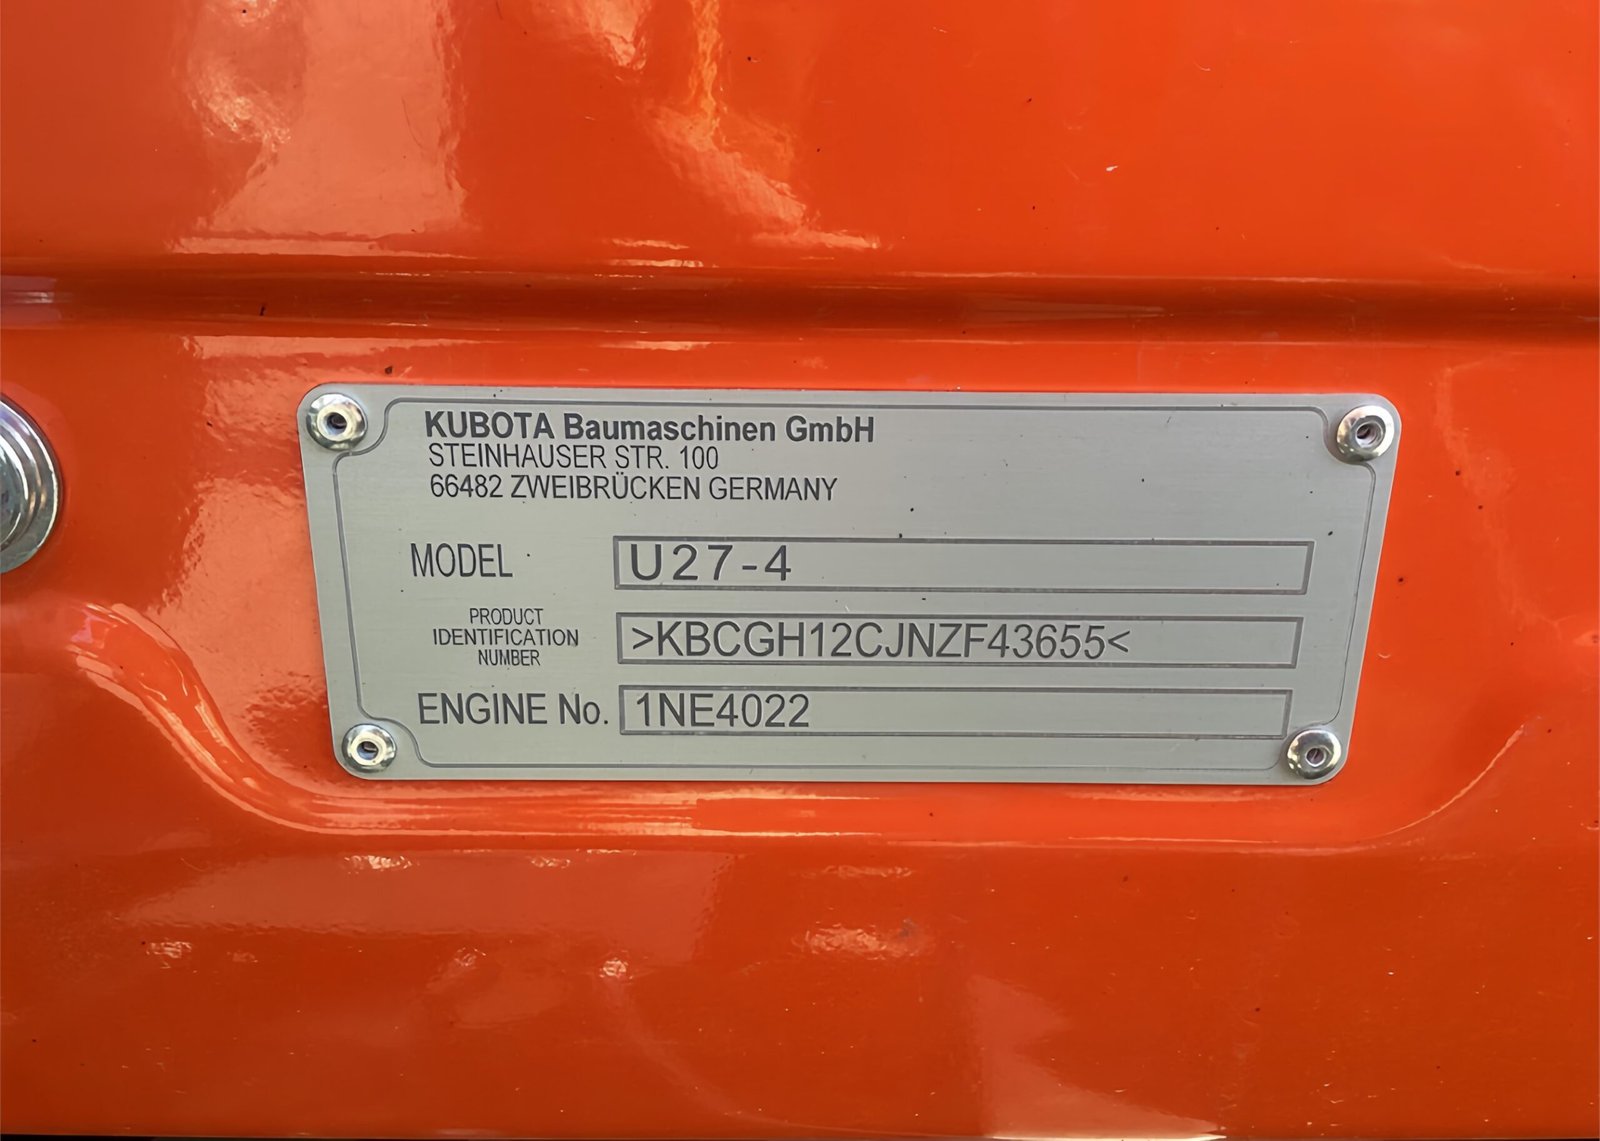 KUBOTA Baumaschinen GmbH
STEINHAUSER STR. 100
66482 ZWEIBRÜCKEN GERMANY
MODEL U27-4
PRODUCT
IDENTIFICATION
NUMBER
>KBCGH12CJNZF43655<
ENGINE No. 1NE4022